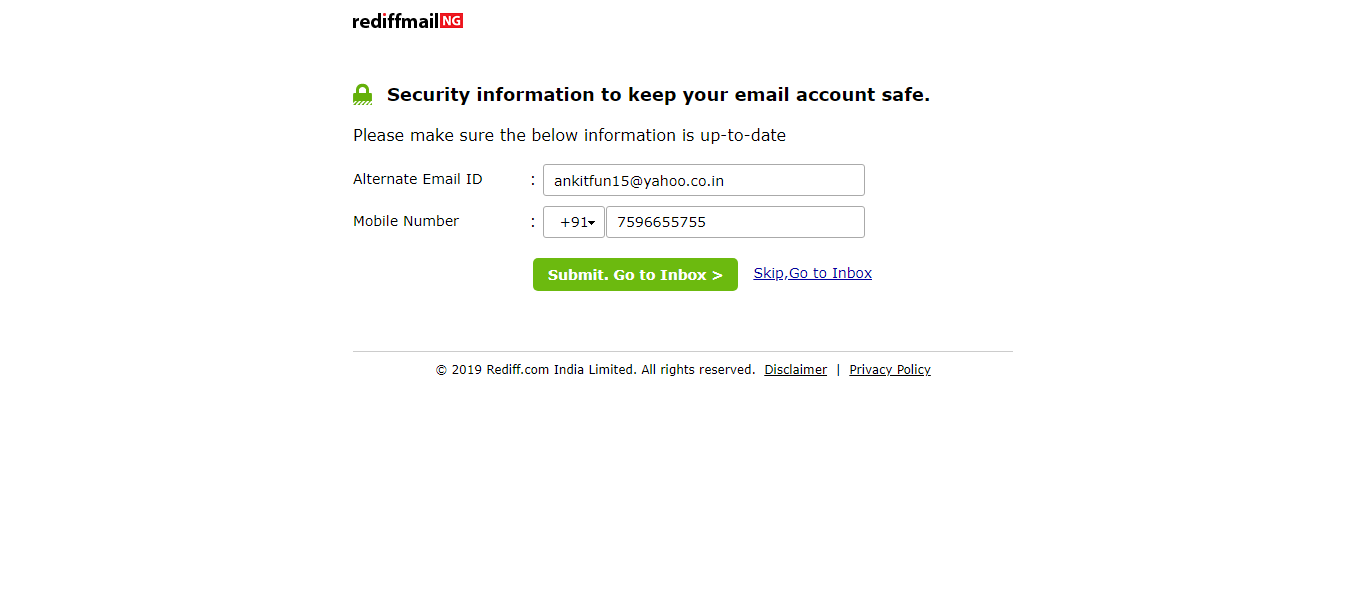 rediffmail NG
Security information to keep your email account safe.
Please make sure the below information is up-to-date
Alternate Email ID : ankitfun15@yahoo.co.in
Mobile Number : +91 7596655755
Submit. Go to Inbox > Skip,Go to Inbox
© 2019 Rediff.com India Limited. All rights reserved. Disclaimer | Privacy Policy